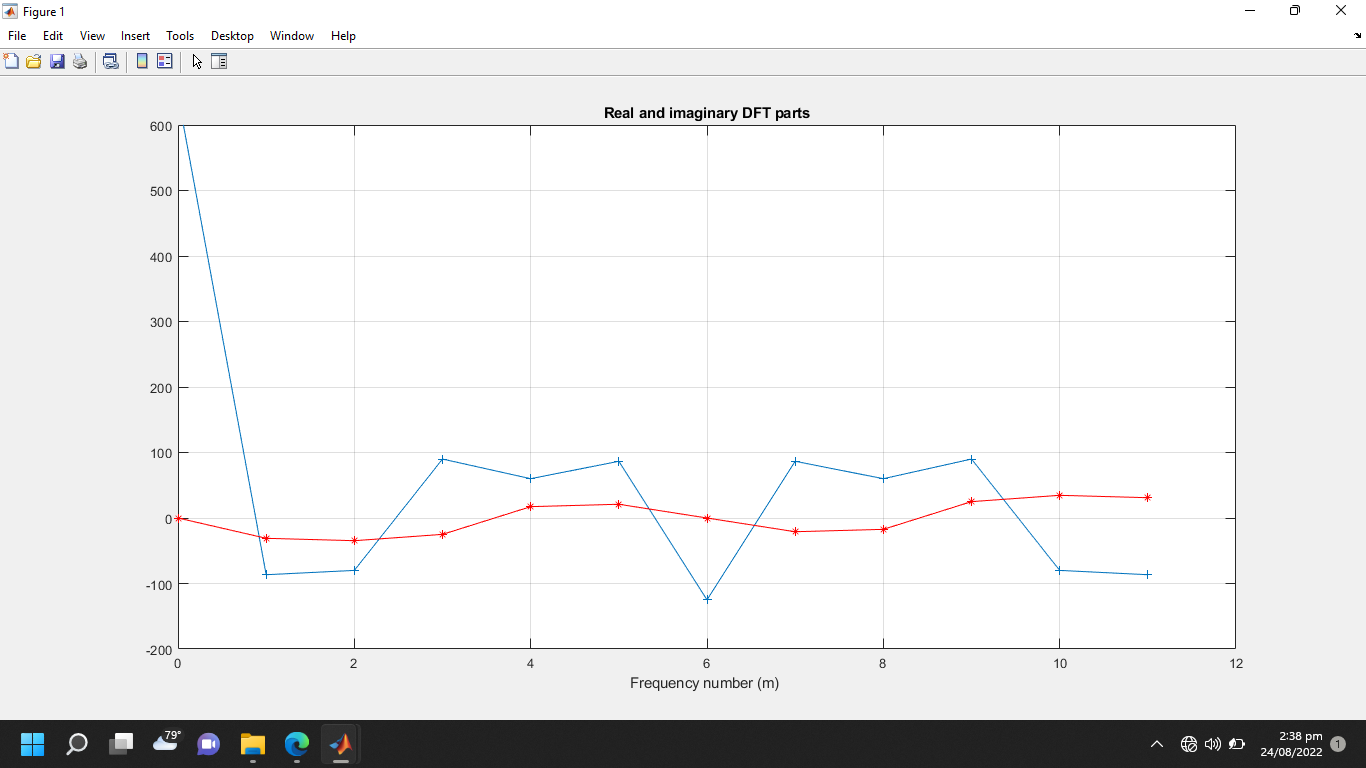 Figure 1
File Edit View Insert Tools Desktop Window Help
Real and imaginary DFT parts
600
500
400
300
200
100
0
-100
-200
0 2 4 6 8 10 12
Frequency number (m)
79°
2:38 pm
24/08/2022
1